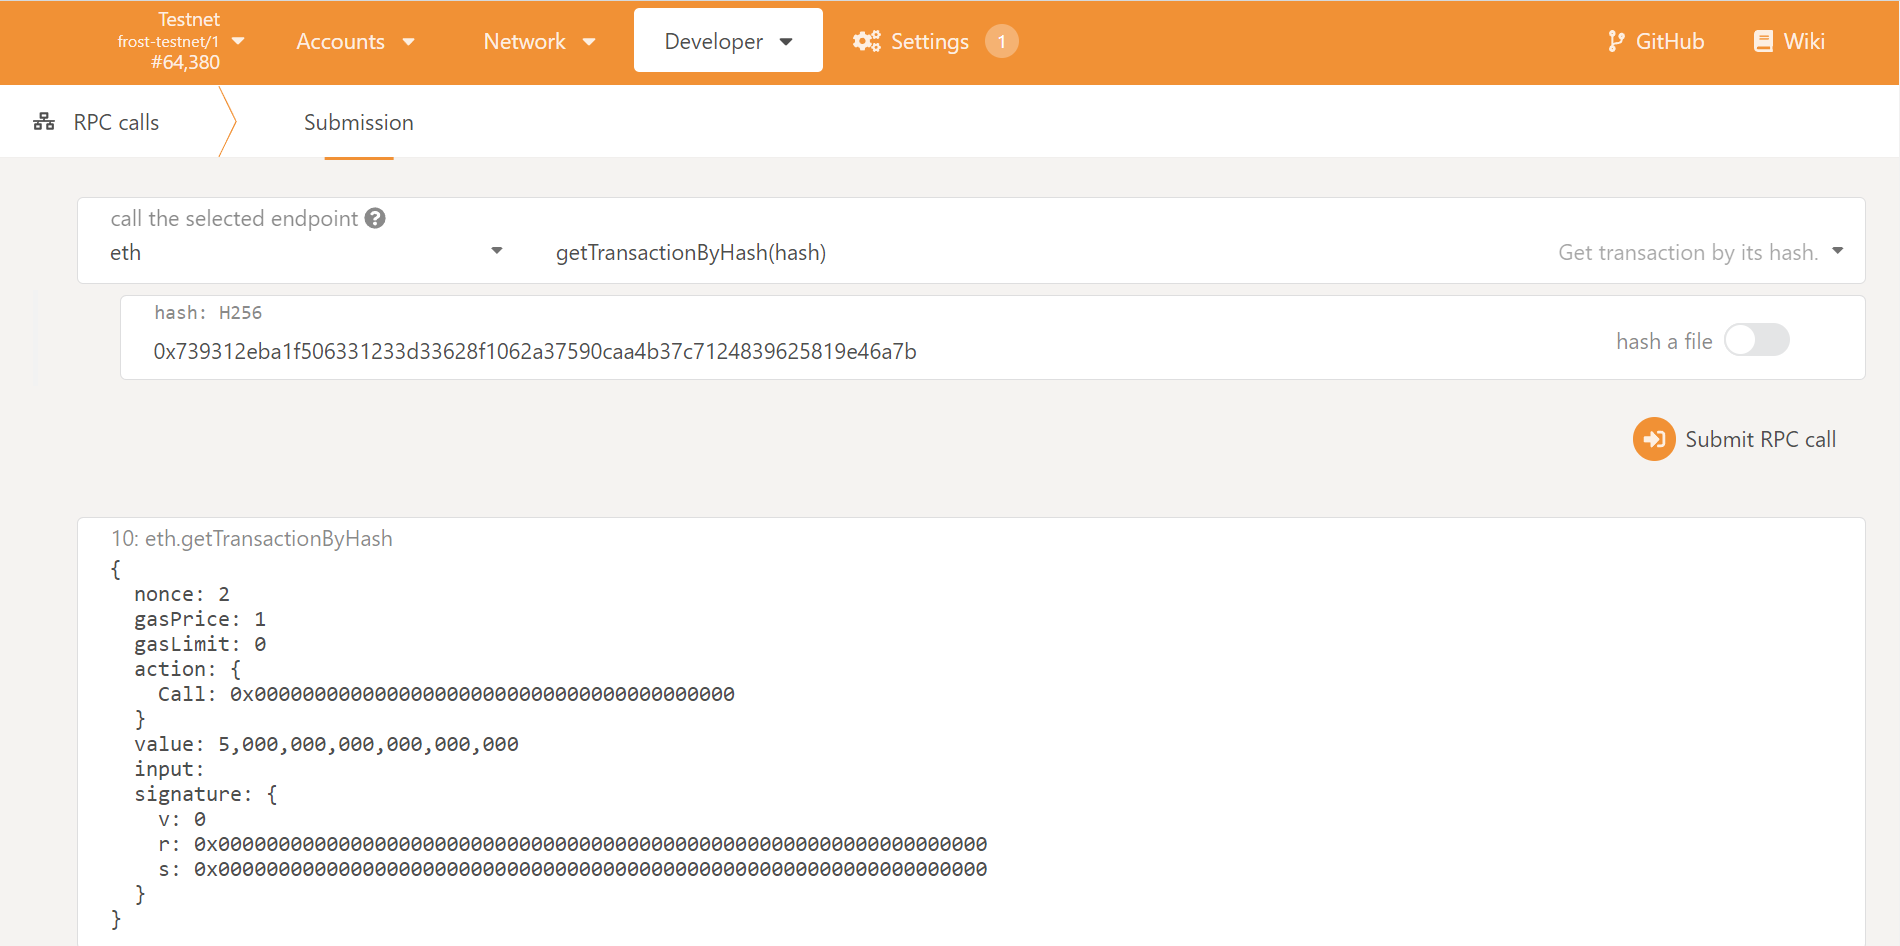 Testnet
frost-testnet/1
#64,380
Accounts
Network
Developer
Settings
1
GitHub
Wiki
RPC calls
Submission
call the selected endpoint ?
eth
getTransactionByHash(hash)
Get transaction by its hash.
hash: H256
0x739312eba1f506331233d33628f1062a37590caa4b37c7124839625819e46a7b
hash a file
Submit RPC call
10: eth.getTransactionByHash
{
nonce: 2
gasPrice: 1
gasLimit: 0
action: {
Call: 0x0000000000000000000000000000000000000000
}
value: 5,000,000,000,000,000,000
input:
signature: {
v: 0
r: 0x0000000000000000000000000000000000000000000000000000000000000000
s: 0x0000000000000000000000000000000000000000000000000000000000000000
}
}